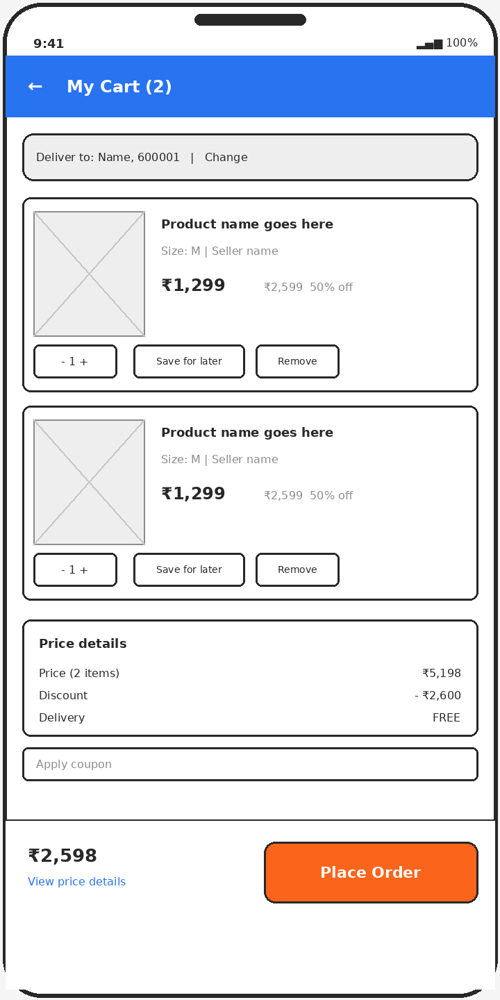 9:41 100%
← My Cart (2)
Deliver to: Name, 600001 | Change
Product name goes here
Size: M | Seller name
₹1,299 ₹2,599 50% off
- 1 + Save for later Remove
Product name goes here
Size: M | Seller name
₹1,299 ₹2,599 50% off
- 1 + Save for later Remove
Price details
Price (2 items) ₹5,198
Discount - ₹2,600
Delivery FREE
Apply coupon
₹2,598
View price details
Place Order